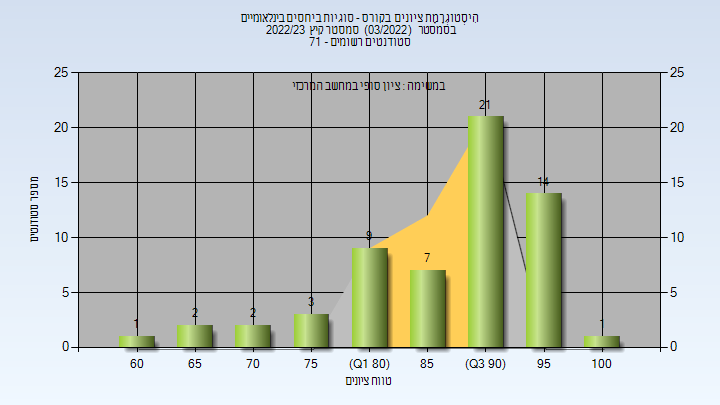 היסטוגרמת ציונים בקורס - סוגיות ביחסים בינלאומיים
בסמסטר (03/2022) סמסטר קיץ 2022/23
סטודנטים רשומים - 71
במשימה : ציון סופי במחשב המרכזי
25 25
20 20
15 15
10 10
5 5
0 0
1 2 2 3 9 7 21 14 1
מספר סטודנטים
60 65 70 75 (Q1 80) 85 (Q3 90) 95 100
טווח ציונים